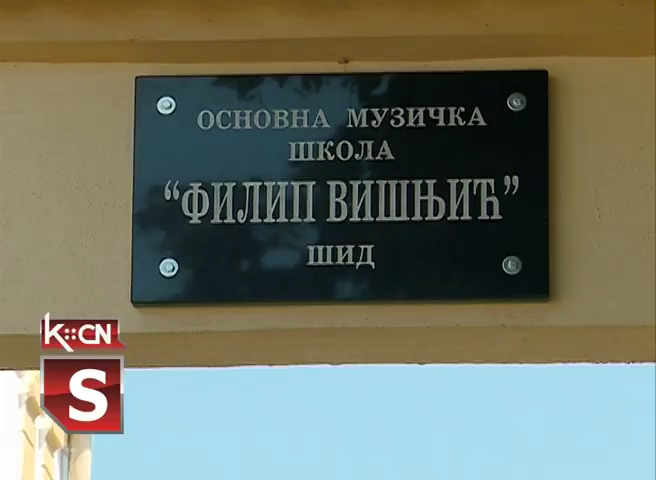 ОСНОВНА МУЗИЧКА
ШКОЛА
“ФИЛИП ВИШЊИЋ”
ШИД
K::CN
S